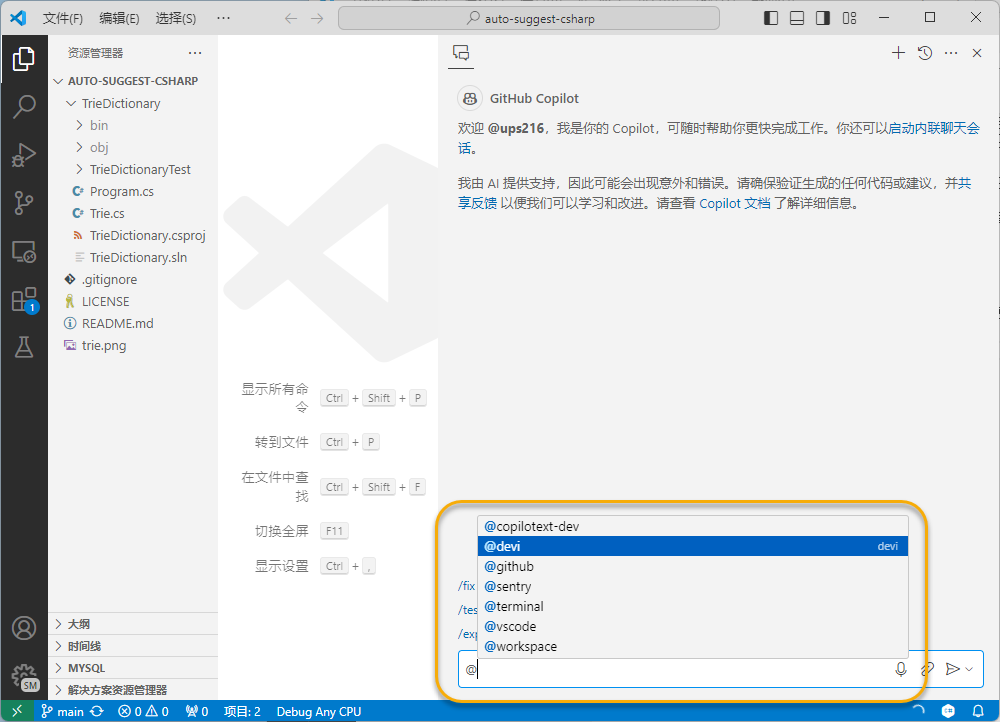 文件(F) 编辑(E) 选择(S) ··· auto-suggest-csharp
资源管理器 ···
AUTO-SUGGEST-CSHARP
TrieDictionary
bin
obj
TrieDictionaryTest
Program.cs
Trie.cs
TrieDictionary.csproj
TrieDictionary.sln
.gitignore
LICENSE
README.md
trie.png
大纲
时间线
MYSQL
解决方案资源管理器
1
SM
显示所有命
令 Ctrl + Shift + P
转到文件 Ctrl + P
在文件中查
找 Ctrl + Shift + F
切换全屏 F11
显示设置 Ctrl + ,
GitHub Copilot
欢迎 @ups216，我是你的 Copilot，可随时帮助你更快完成工作。你还可以启动内联聊天会
话。
我由 AI 提供支持，因此可能会出现意外和错误。请确保验证生成的任何代码或建议，并共
享反馈 以便我们可以学习和改进。请查看 Copilot 文档 了解详细信息。
@copilotext-dev
@devi devi
@github
@sentry
@terminal
@vscode
@workspace
/fix
/tes
/exp
@
main 0 0 0 项目: 2 Debug Any CPU